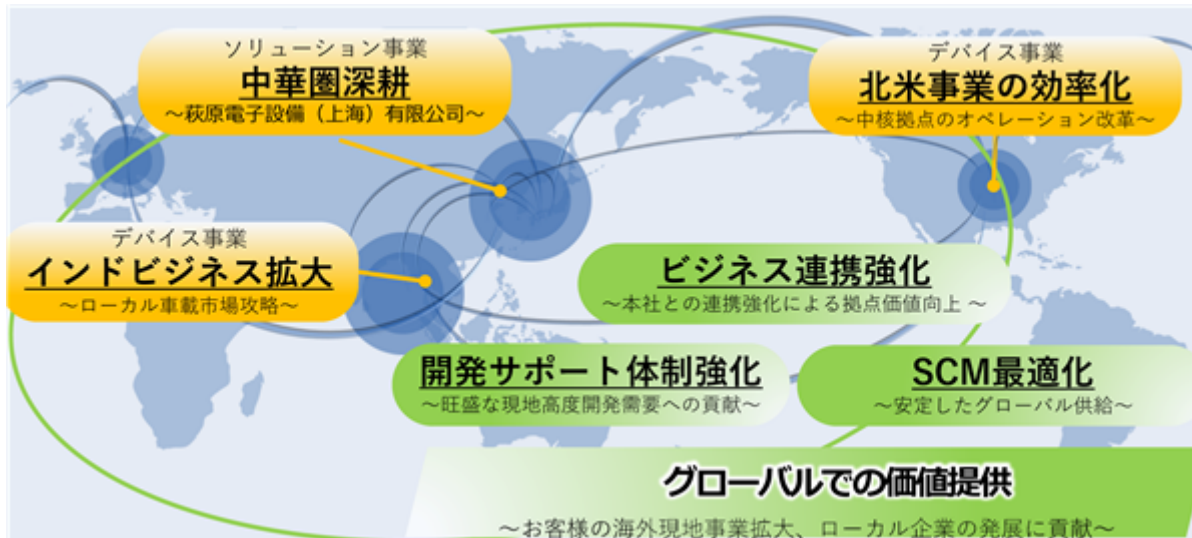 ソリューション事業
中華圏深耕
～萩原電子設備（上海）有限公司～
デバイス事業
北米事業の効率化
～中核拠点のオペレーション改革～
デバイス事業
インドビジネス拡大
～ローカル車載市場攻略～
ビジネス連携強化
～本社との連携強化による拠点価値向上 ～
開発サポート体制強化
～旺盛な現地高度開発需要への貢献～
SCM最適化
～安定したグローバル供給～
グローバルでの価値提供
～お客様の海外現地事業拡大、ローカル企業の発展に貢献～